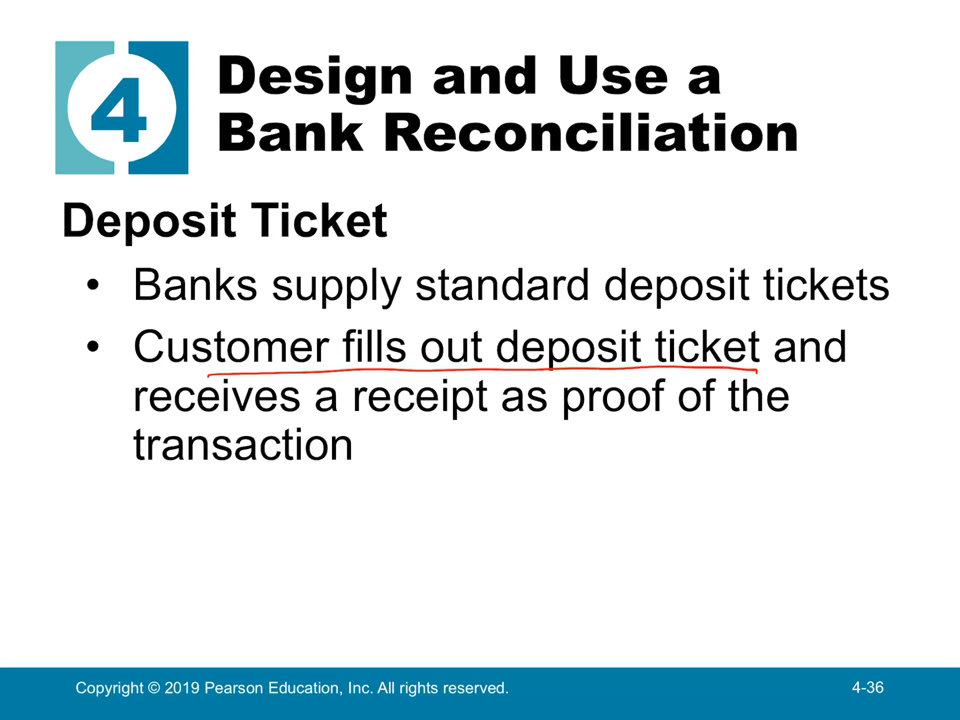 4
Design and Use a
Bank Reconciliation
Deposit Ticket
• Banks supply standard deposit tickets
• Customer fills out deposit ticket and
receives a receipt as proof of the
transaction
Copyright © 2019 Pearson Education, Inc. All rights reserved.
4-36